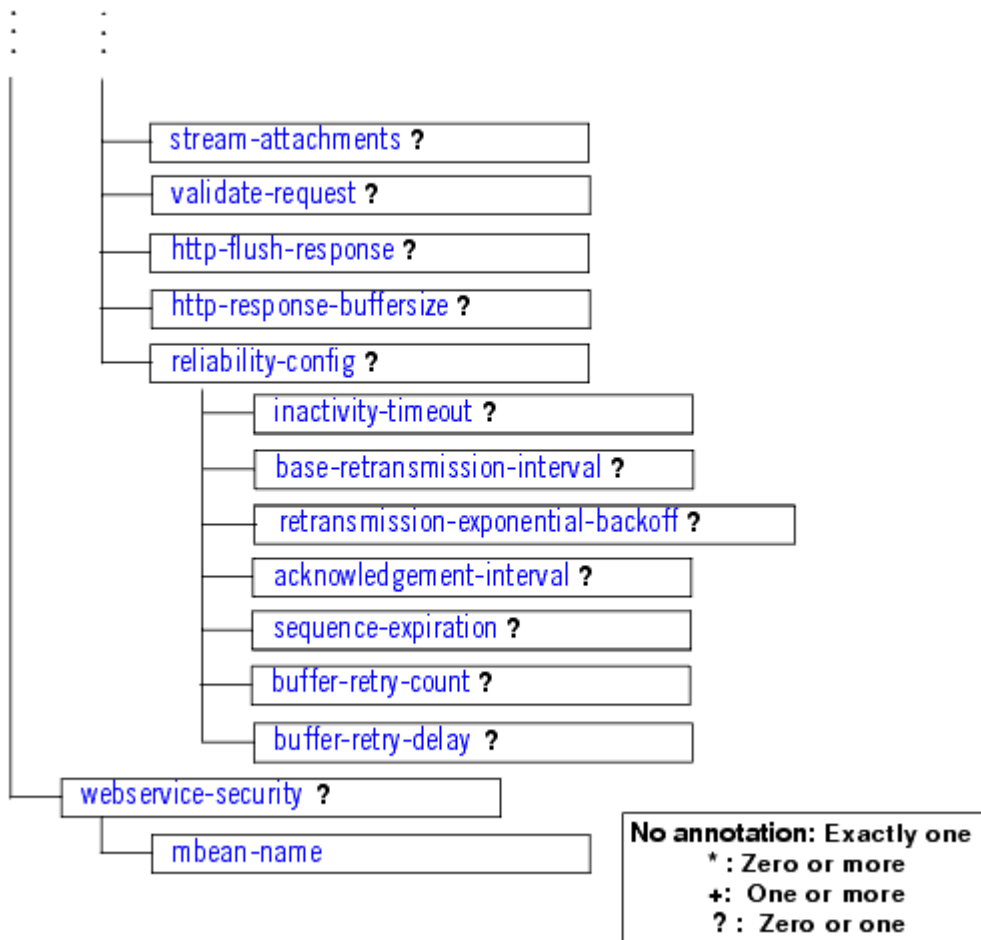 stream-attachments ?
validate-request ?
http-flush-response ?
http-response-buffersize ?
reliability-config ?
inactivity-timeout ?
base-retransmission-interval ?
retransmission-exponential-backoff ?
acknowledgement-interval ?
sequence-expiration ?
buffer-retry-count ?
buffer-retry-delay ?
webservice-security ?
mbean-name
No annotation: Exactly one
* : Zero or more
+: One or more
? : Zero or one